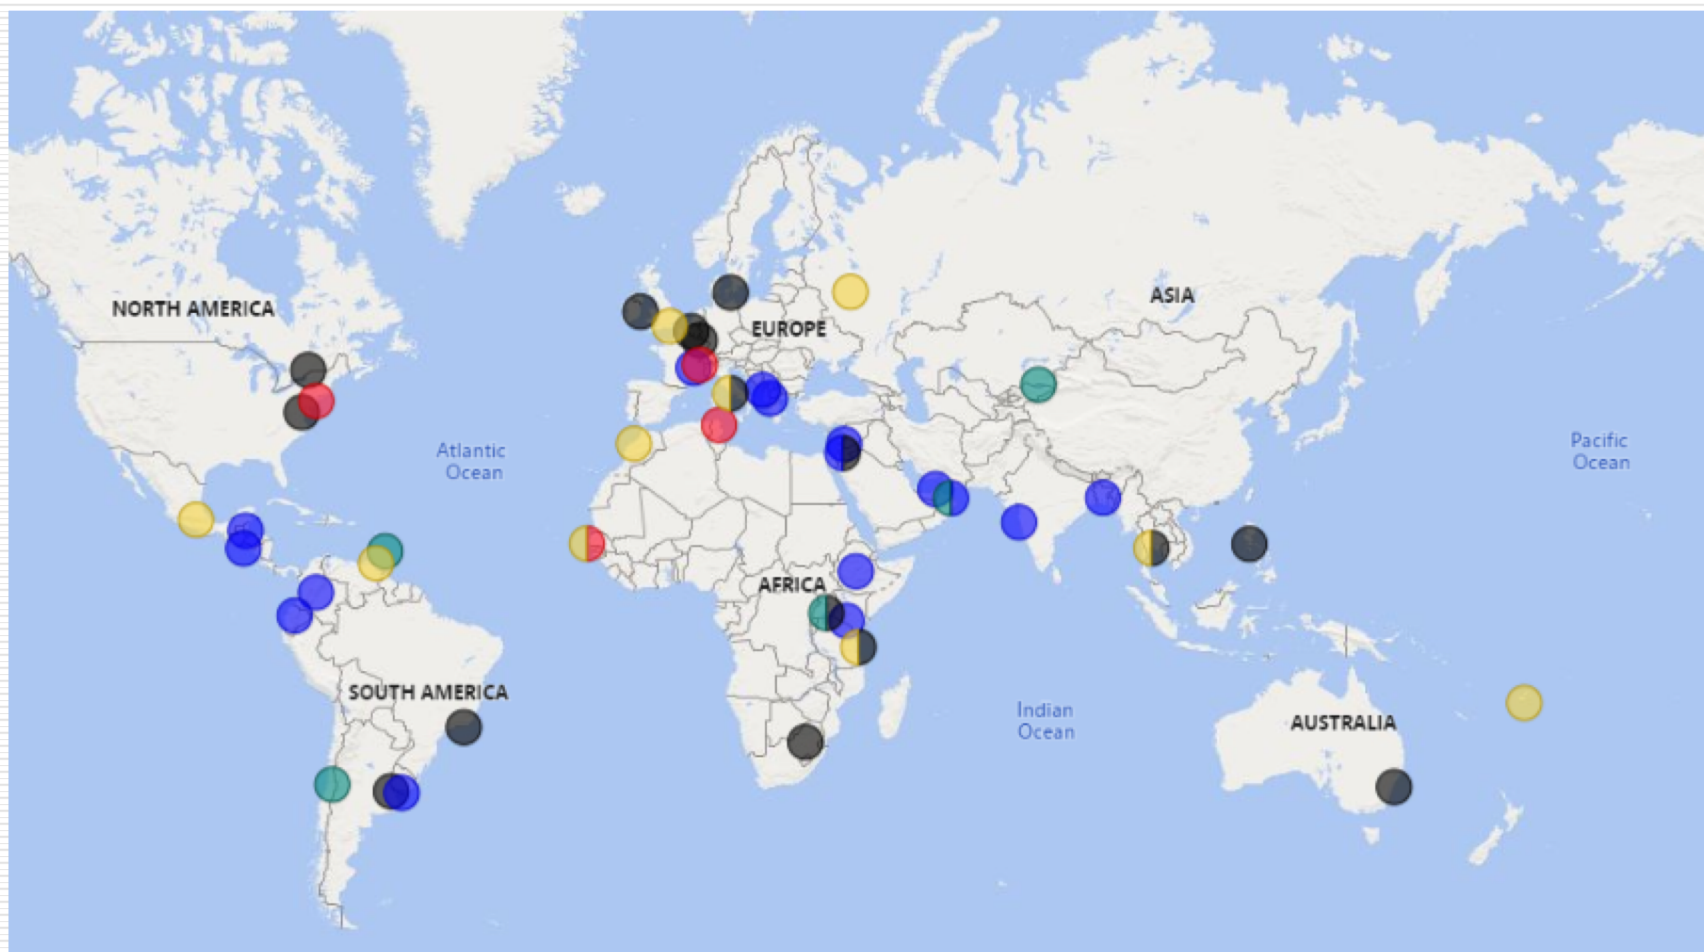 NORTH AMERICA
ASIA
EUROPE
Atlantic
Ocean
Pacific
Ocean
AFRICA
SOUTH AMERICA
Indian
Ocean
AUSTRALIA